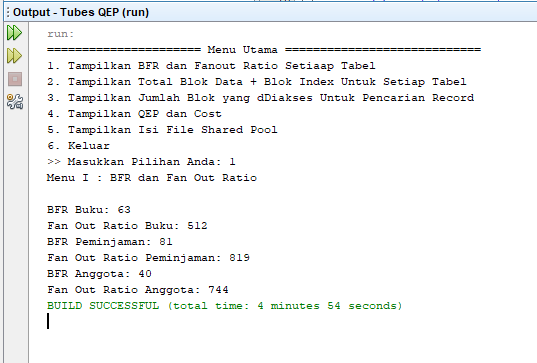 Output - Tubes QEP (run)
run:
====================== Menu Utama ============================
1. Tampilkan BFR dan Fanout Ratio Setiaap Tabel
2. Tampilkan Total Blok Data + Blok Index Untuk Setiap Tabel
3. Tampilkan Jumlah Blok yang dDiakses Untuk Pencarian Record
4. Tampilkan QEP dan Cost
5. Tampilkan Isi File Shared Pool
6. Keluar
>> Masukkan Pilihan Anda: 1
Menu I : BFR dan Fan Out Ratio
BFR Buku: 63
Fan Out Ratio Buku: 512
BFR Peminjaman: 81
Fan Out Ratio Peminjaman: 819
BFR Anggota: 40
Fan Out Ratio Anggota: 744
BUILD SUCCESSFUL (total time: 4 minutes 54 seconds)